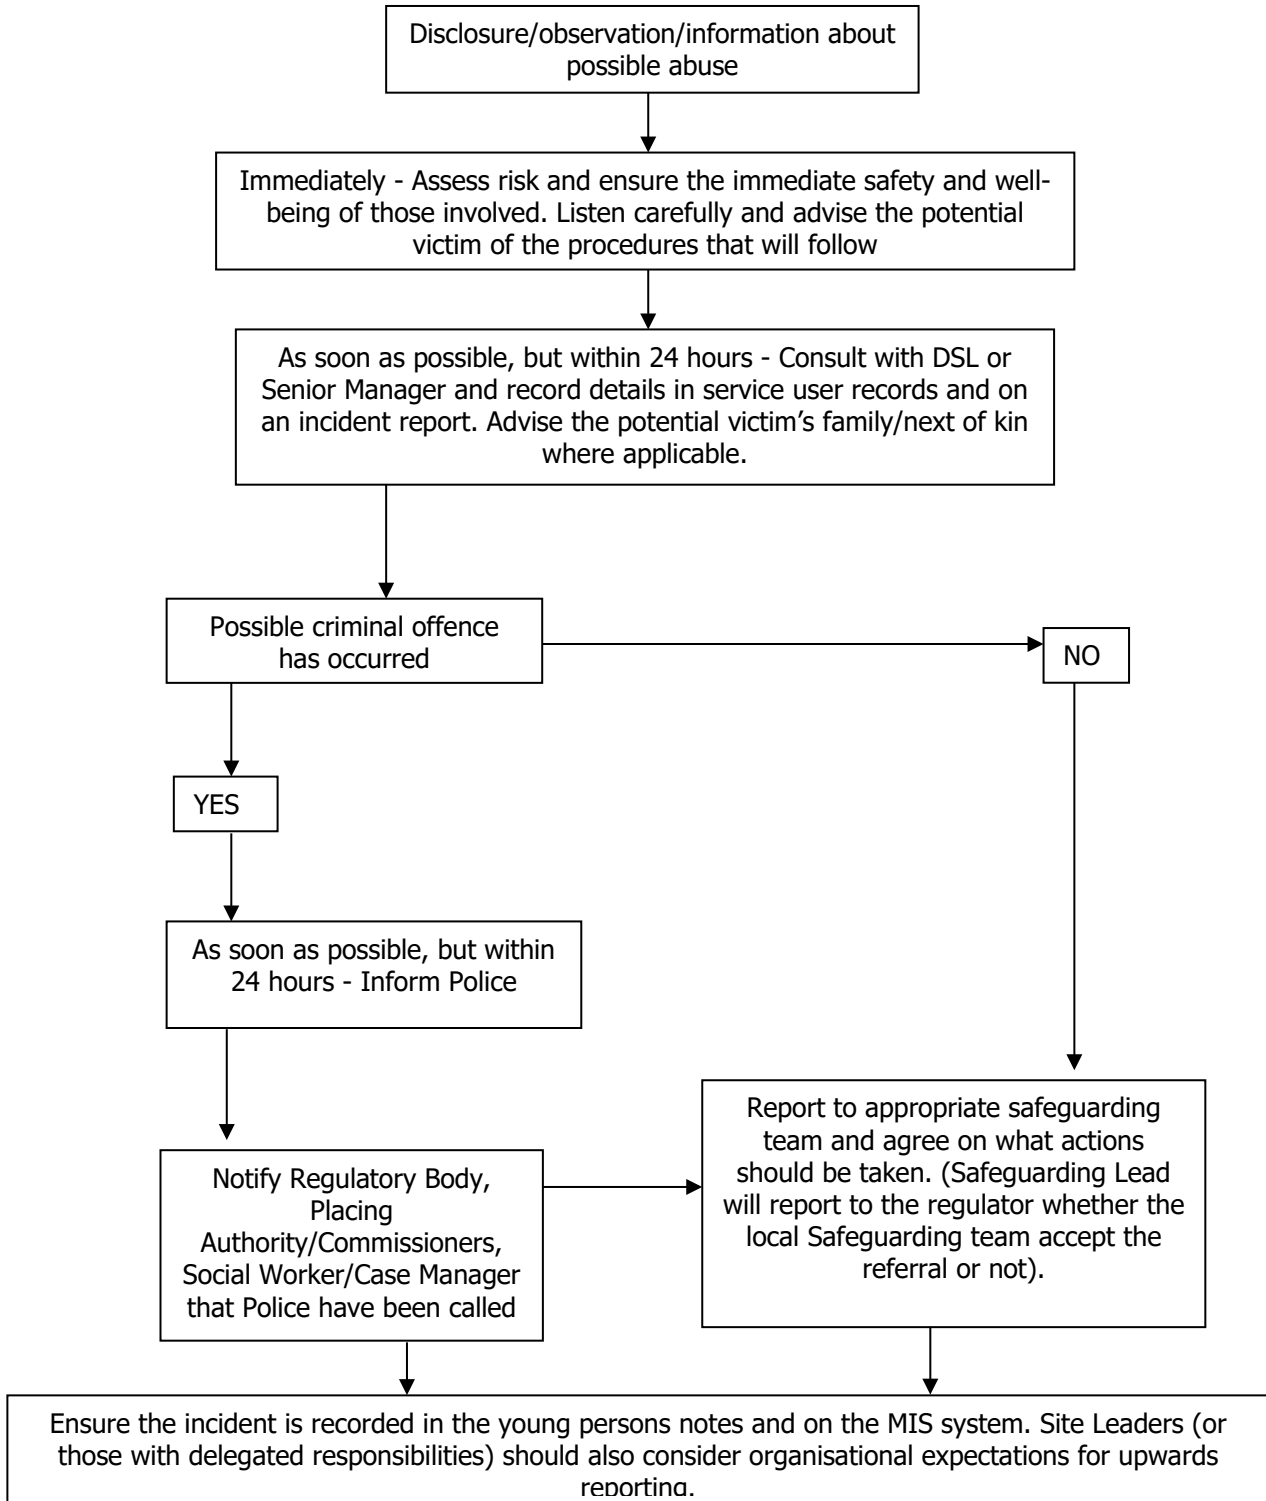 Disclosure/observation/information about
possible abuse
Immediately - Assess risk and ensure the immediate safety and well-
being of those involved. Listen carefully and advise the potential
victim of the procedures that will follow
As soon as possible, but within 24 hours - Consult with DSL or
Senior Manager and record details in service user records and on
an incident report. Advise the potential victim’s family/next of kin
where applicable.
Possible criminal offence
has occurred
NO
YES
As soon as possible, but within
24 hours - Inform Police
Notify Regulatory Body,
Placing
Authority/Commissioners,
Social Worker/Case Manager
that Police have been called
Report to appropriate safeguarding
team and agree on what actions
should be taken. (Safeguarding Lead
will report to the regulator whether the
local Safeguarding team accept the
referral or not).
Ensure the incident is recorded in the young persons notes and on the MIS system. Site Leaders (or
those with delegated responsibilities) should also consider organisational expectations for upwards
reporting.